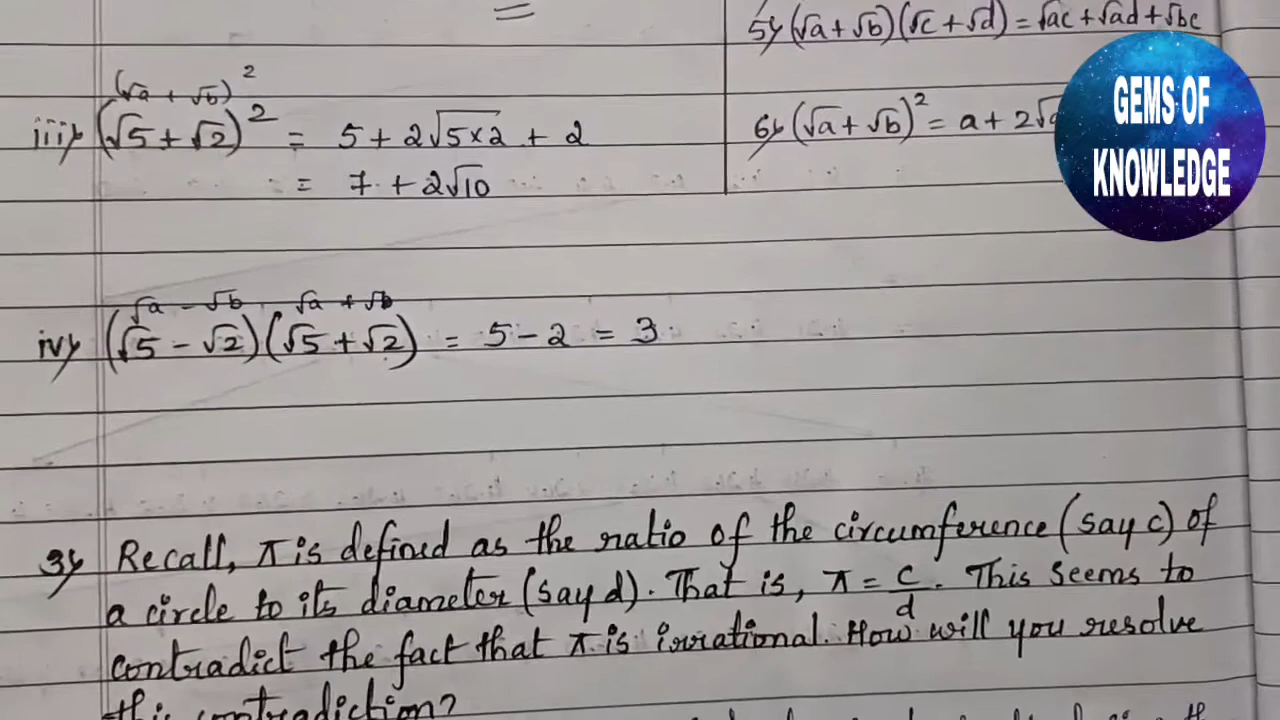 5) (√a + √b) (√c + √d) = √ac + √ad + √bc
(√a + √b)²
iii) (√5 + √2)² = 5 + 2√5×2 + 2
= 7 + 2√10
6) (√a + √b)² = a + 2√
GEMS OF
KNOWLEDGE
√a - √b √a + √b
iv) (√5 - √2) (√5 + √2) = 5 - 2 = 3
3) Recall, π is defined as the ratio of the circumference (say c) of
a circle to its diameter (say d). That is, π = c/d. This seems to
contradict the fact that π is irrational. How will you resolve
this contradiction?